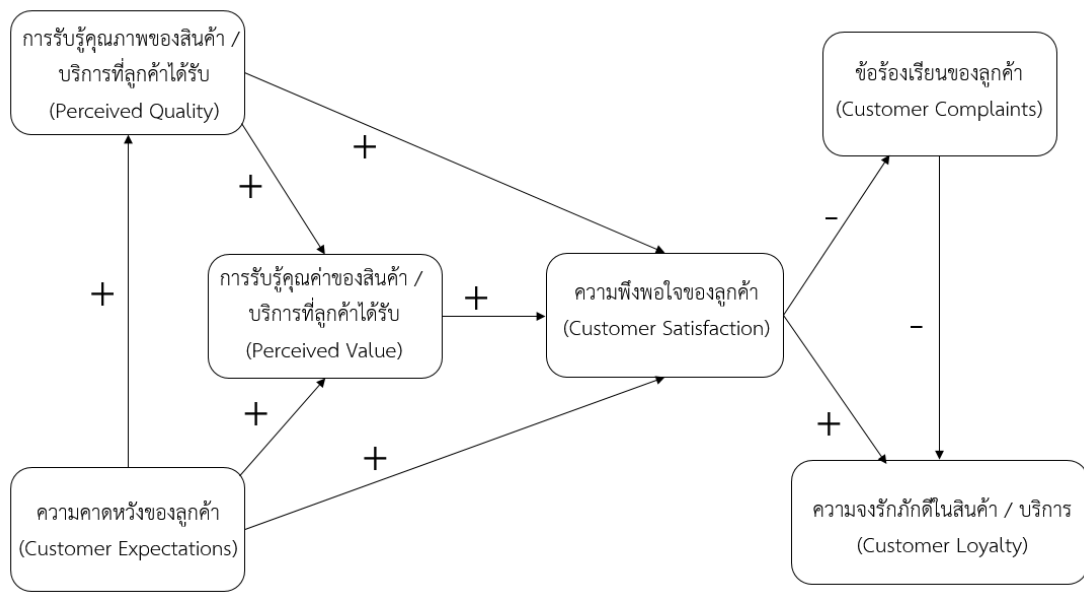 การรับรู้คุณภาพของสินค้า /
บริการที่ลูกค้าได้รับ
(Perceived Quality)
ข้อร้องเรียนของลูกค้า
(Customer Complaints)
+
+
-
+
การรับรู้คุณค่าของสินค้า /
บริการที่ลูกค้าได้รับ
(Perceived Value)
+
ความพึงพอใจของลูกค้า
(Customer Satisfaction)
-
+
+
+
ความคาดหวังของลูกค้า
(Customer Expectations)
ความจงรักภักดีในสินค้า / บริการ
(Customer Loyalty)